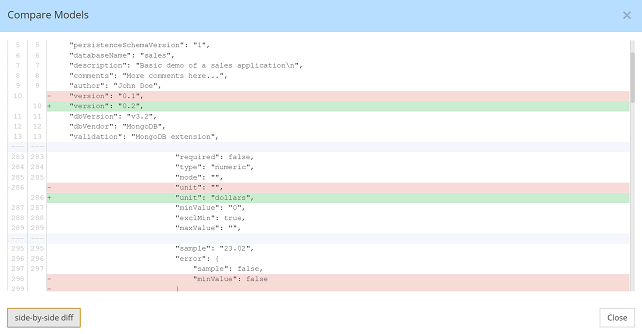 Compare Models
×
5 5 "persistenceSchemaVersion": "1",
6 6 "databaseName": "sales",
7 7 "description": "Basic demo of a sales application\n",
8 8 "comments": "More comments here...",
9 9 "author": "John Doe",
10 - "version": "0.1",
10 + "version": "0.2",
11 11 "dbVersion": "v3.2",
12 12 "dbVendor": "MongoDB",
13 13 "validation": "MongoDB extension",
283 283 "required": false,
284 284 "type": "numeric",
285 285 "mode": "",
286 - "unit": "",
286 + "unit": "dollars",
287 287 "minValue": "0",
288 288 "exclMin": true,
289 289 "maxValue": "",
295 295 "sample": "23.02",
296 296 "error": {
297 297 "sample": false,
298 - "minValue": false
299 -
side-by-side diff
Close